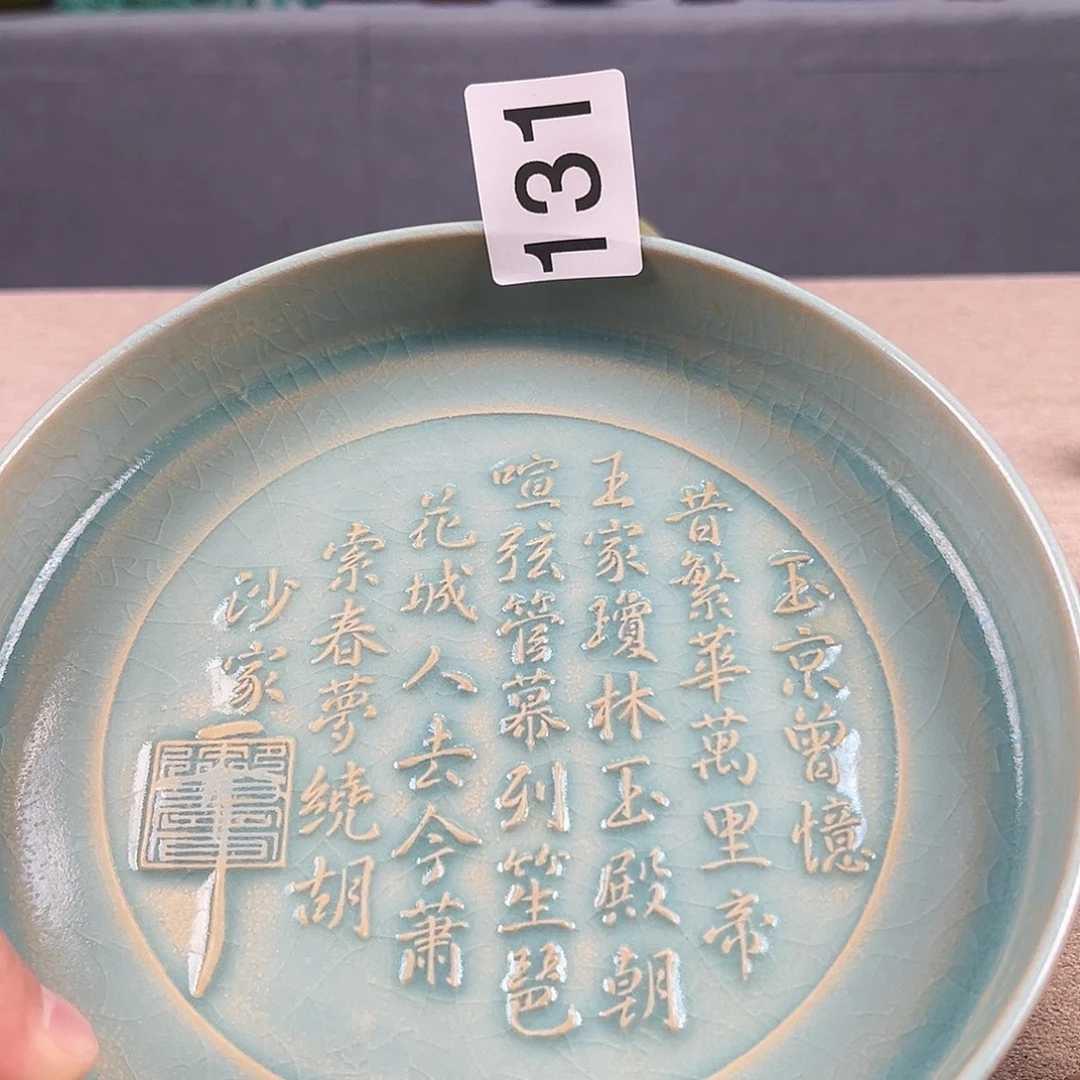 131
玉京曾憶
昔繁華萬里帝
王家瓊林玉殿朝
喧弦管慕列笙琶
花城人去今蕭
索春夢繞胡
沙家